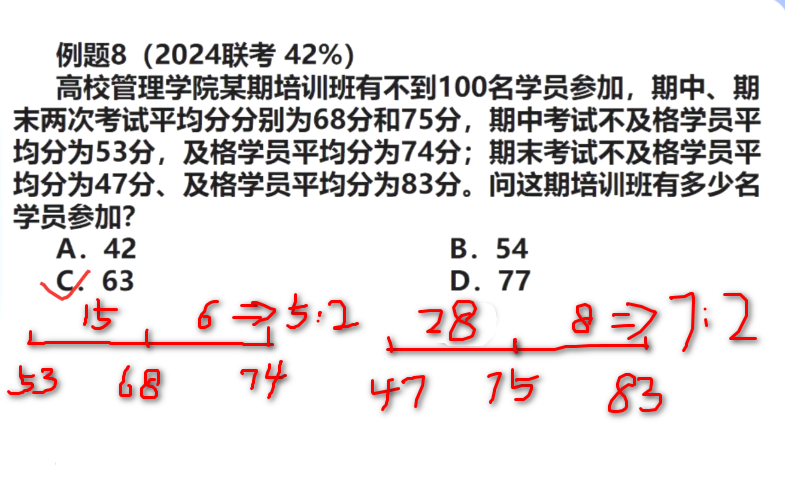 例题8（2024联考 42%）
高校管理学院某期培训班有不到100名学员参加，期中、期
末两次考试平均分分别为68分和75分，期中考试不及格学员平
均分为53分，及格学员平均分为74分；期末考试不及格学员平
均分为47分、及格学员平均分为83分。问这期培训班有多少名
学员参加？
A．42 B．54
C．63 D．77
15 6 ⇒ 5:2 28 8 ⇒ 7:2
53 68 74 47 75 83